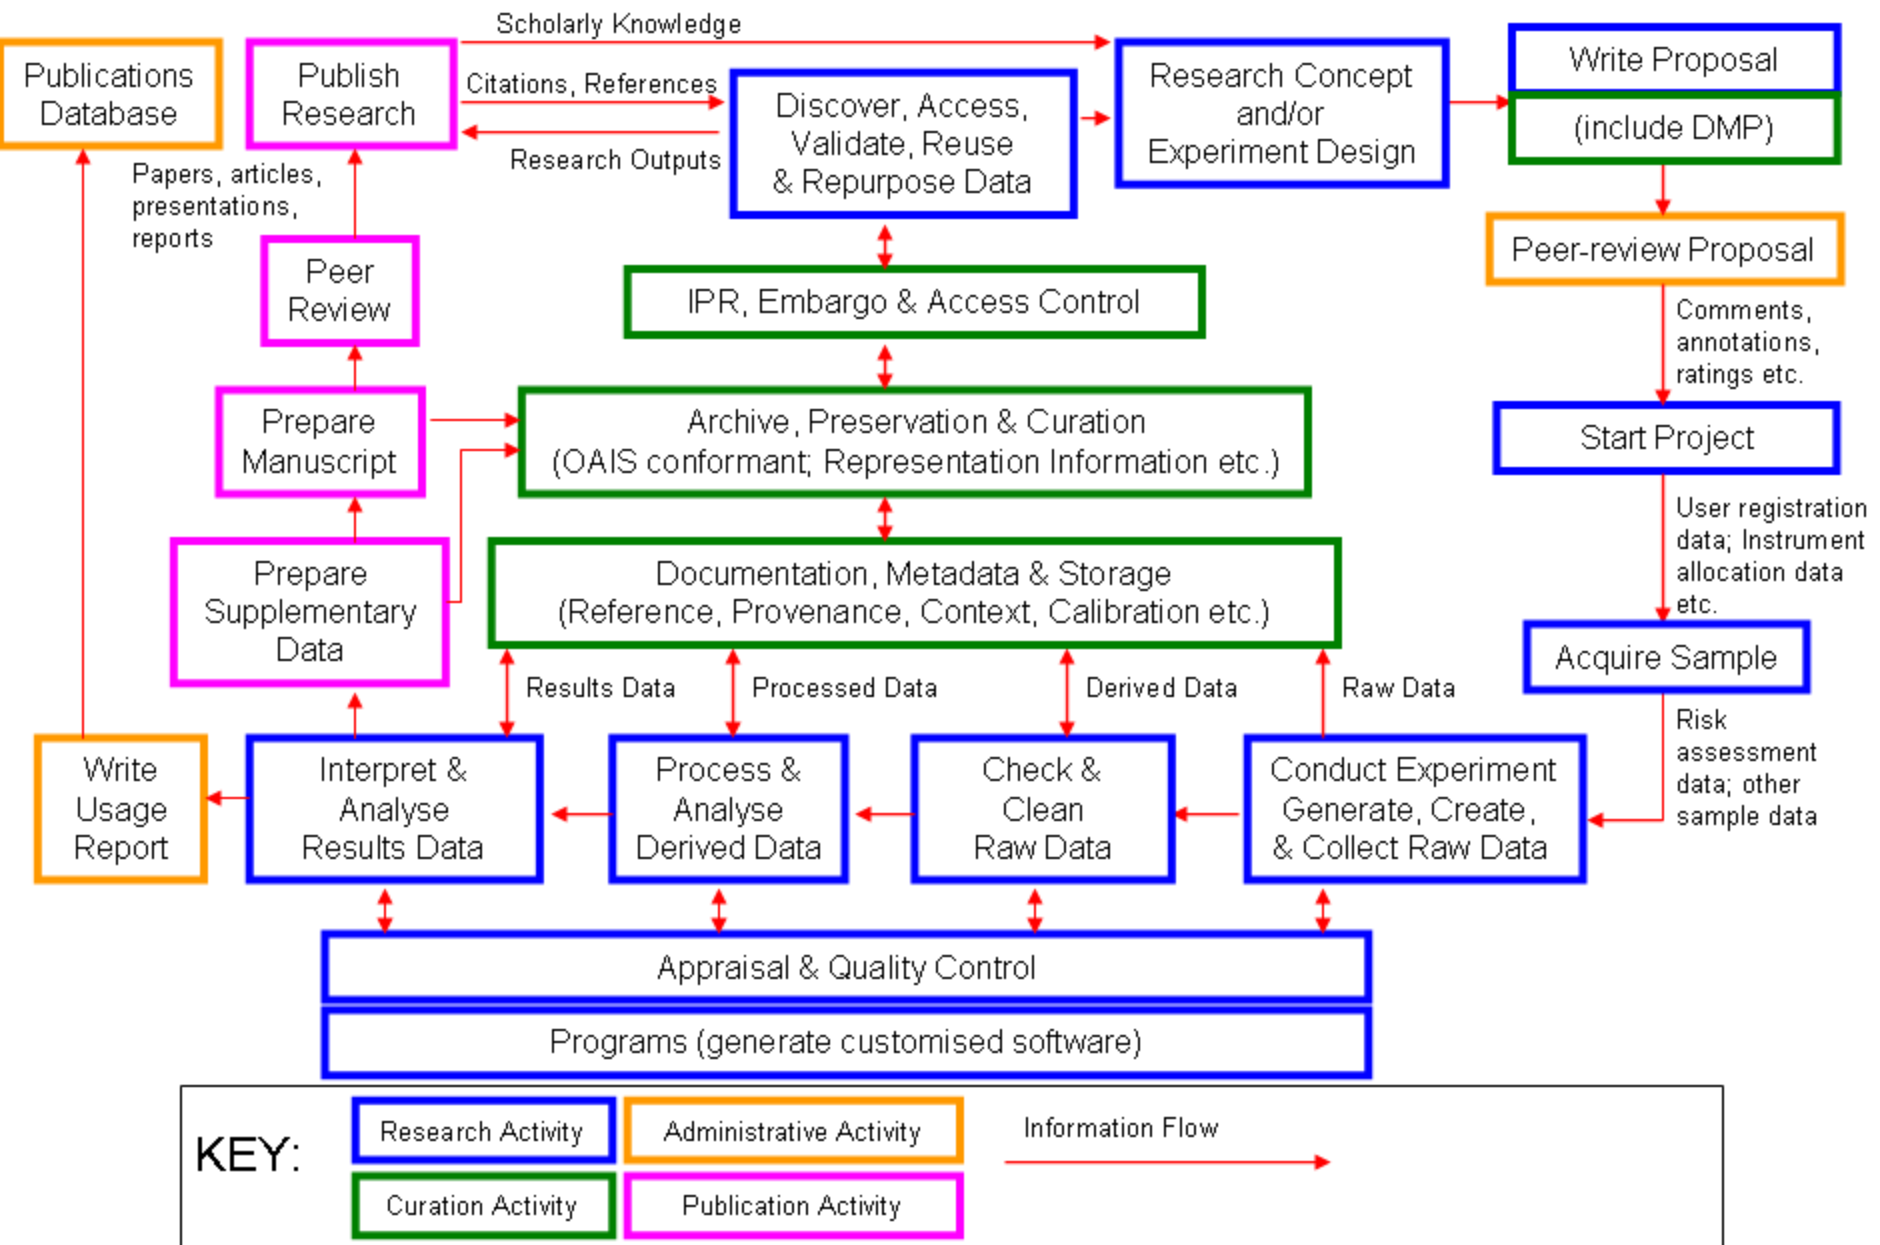 Scholarly Knowledge
Publications
Database
Publish
Research
Citations, References
Research Outputs
Discover, Access,
Validate, Reuse
& Repurpose Data
Research Concept
and/or
Experiment Design
Write Proposal
(include DMP)
Papers, articles,
presentations,
reports
Peer
Review
IPR, Embargo & Access Control
Peer-review Proposal
Comments,
annotations,
ratings etc.
Prepare
Manuscript
Archive, Preservation & Curation
(OAIS conformant; Representation Information etc.)
Start Project
User registration
data; Instrument
allocation data
etc.
Prepare
Supplementary
Data
Documentation, Metadata & Storage
(Reference, Provenance, Context, Calibration etc.)
Acquire Sample
Results Data
Processed Data
Derived Data
Raw Data
Risk
assessment
data; other
sample data
Write
Usage
Report
Interpret &
Analyse
Results Data
Process &
Analyse
Derived Data
Check &
Clean
Raw Data
Conduct Experiment
Generate, Create,
& Collect Raw Data
Appraisal & Quality Control
Programs (generate customised software)
KEY:
Research Activity
Administrative Activity
Information Flow
Curation Activity
Publication Activity